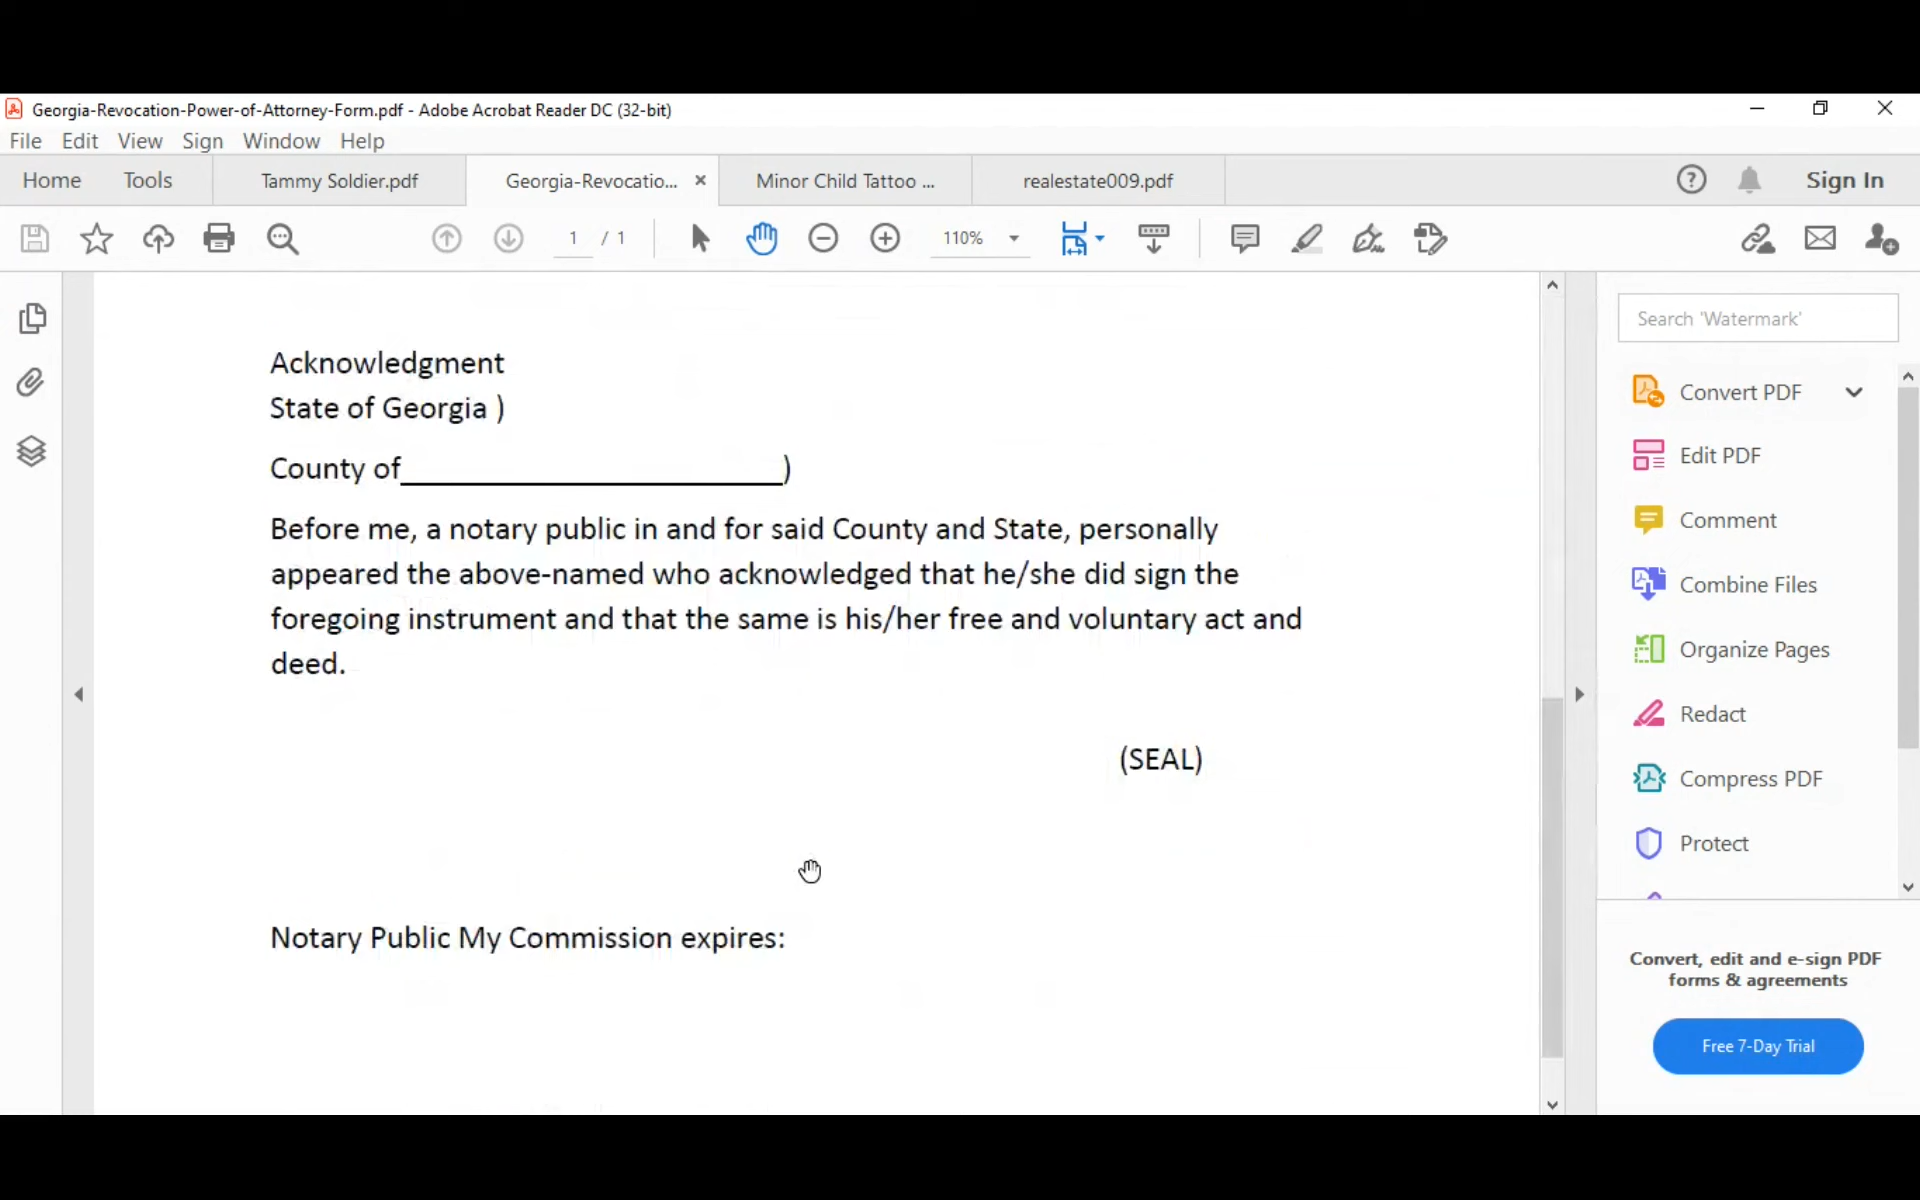 Georgia-Revocation-Power-of-Attorney-Form.pdf - Adobe Acrobat Reader DC (32-bit)
File Edit View Sign Window Help
Home Tools Tammy Soldier.pdf Georgia-Revocatio... Minor Child Tattoo ... realestate009.pdf Sign In
1 / 1 110%
Search 'Watermark'
Convert PDF
Edit PDF
Comment
Combine Files
Organize Pages
Redact
Compress PDF
Protect
Convert, edit and e-sign PDF
forms & agreements
Free 7-Day Trial
Acknowledgment
State of Georgia )
County of________________________)
Before me, a notary public in and for said County and State, personally
appeared the above-named who acknowledged that he/she did sign the
foregoing instrument and that the same is his/her free and voluntary act and
deed.
(SEAL)
Notary Public My Commission expires: